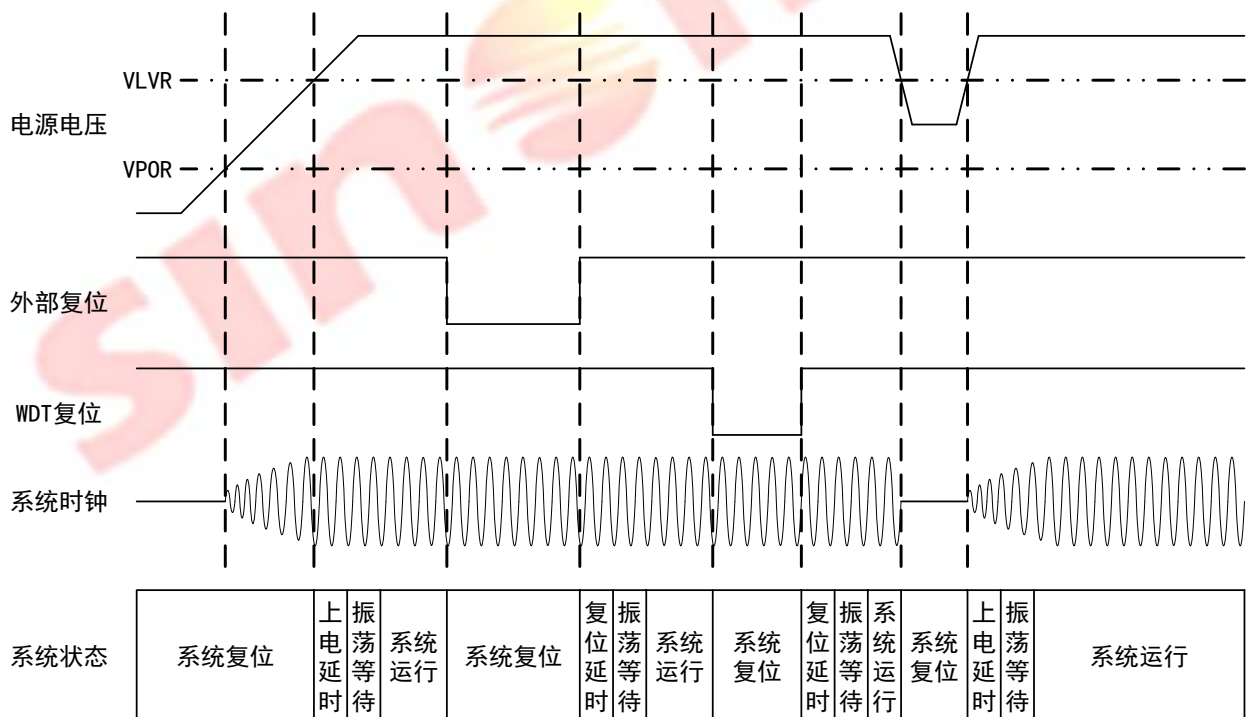 VLVR
电源电压
VPOR
外部复位
WDT复位
系统时钟
系统状态
系统复位
上电延时
振荡等待
系统
运行
系统复位
复位延时
振荡等待
系统
运行
系统
复位
复位延时
振荡等待
系统运行
系统
复位
上电延时
振荡等待
系统运行